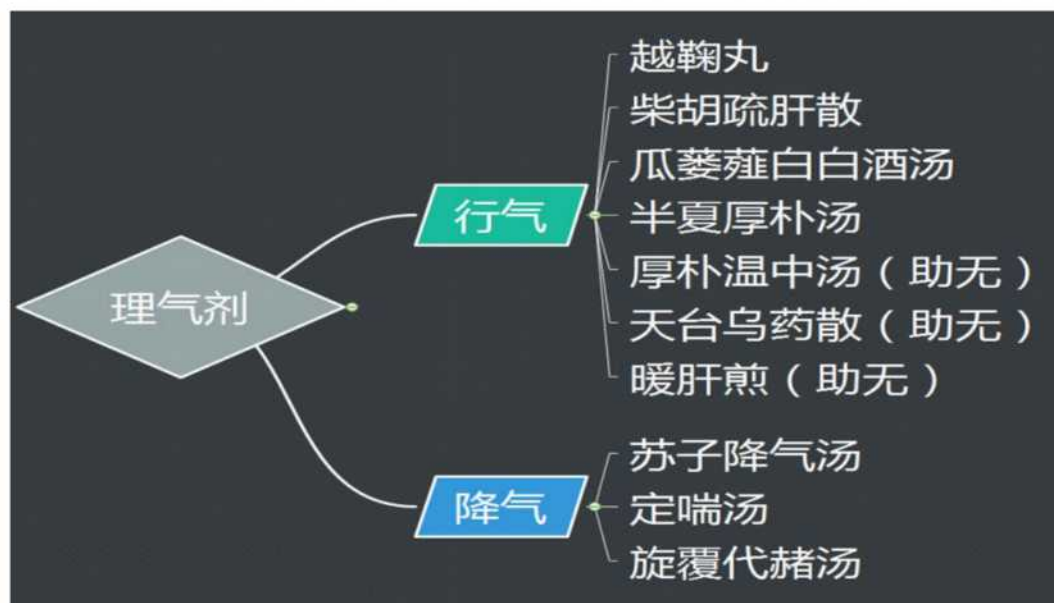 理气剂
行气
越鞠丸
柴胡疏肝散
瓜蒌薤白白酒汤
半夏厚朴汤
厚朴温中汤（助无）
天台乌药散（助无）
暖肝煎（助无）
降气
苏子降气汤
定喘汤
旋覆代赭汤